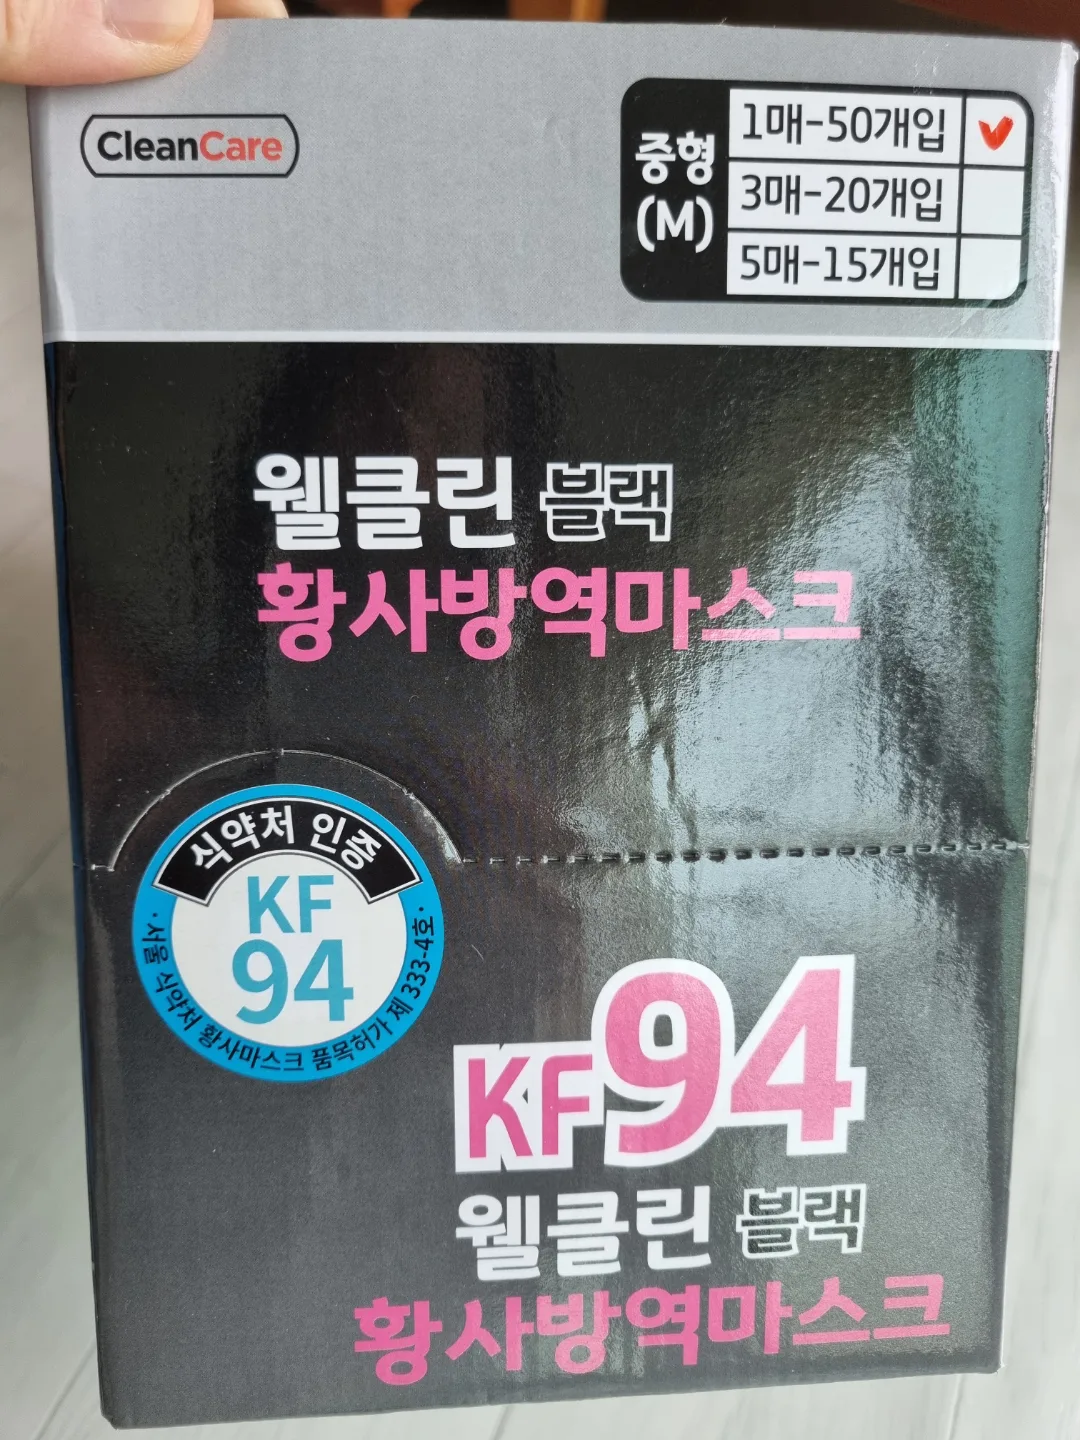 CleanCare
중형
(M)
1매-50개입
3매-20개입
5매-15개입
웰클린 블랙
황사방역마스크
식약처 인증
KF
94
·서울 식약처 황사마스크 품목허가 제 333-4호·
KF94
웰클린 블랙
황사방역마스크